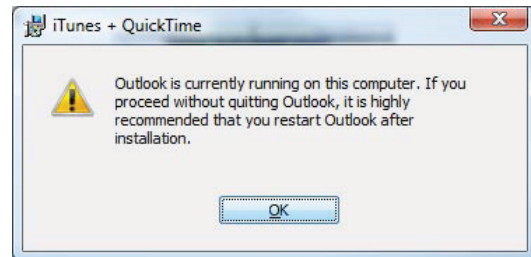 iTunes + QuickTime
Outlook is currently running on this computer. If you
proceed without quitting Outlook, it is highly
recommended that you restart Outlook after
installation.
OK